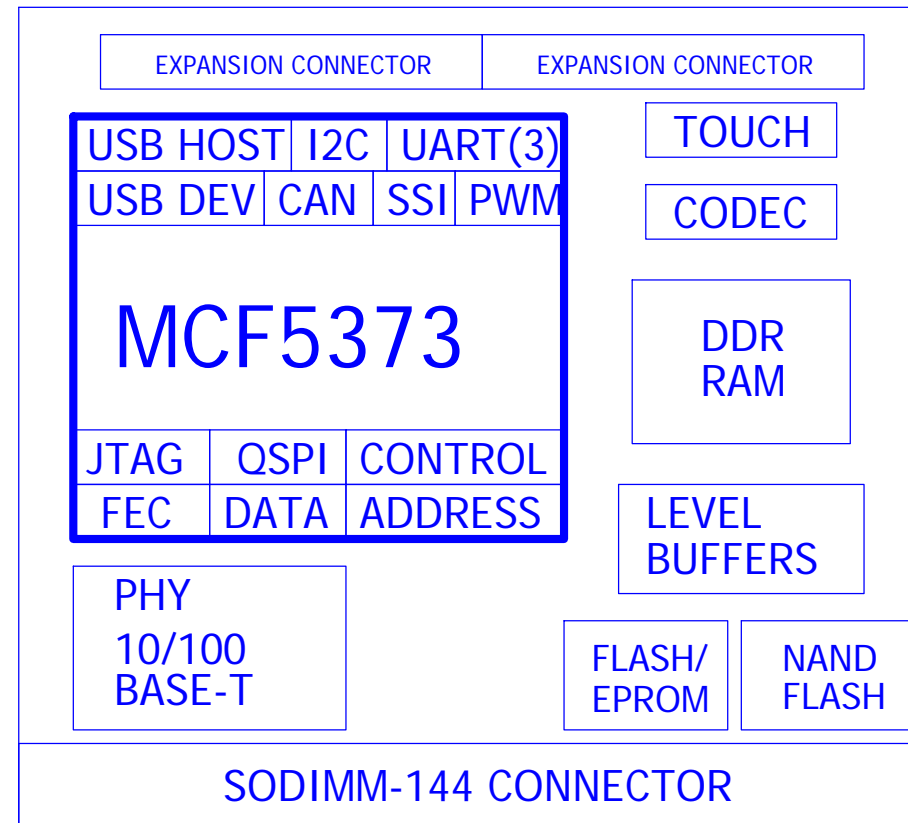 EXPANSION CONNECTOR EXPANSION CONNECTOR
USB HOST I2C UART(3)
USB DEV CAN SSI PWM
MCF5373
JTAG QSPI CONTROL
FEC DATA ADDRESS
TOUCH
CODEC
DDR
RAM
LEVEL
BUFFERS
PHY
10/100
BASE-T
FLASH/
EPROM
NAND
FLASH
SODIMM-144 CONNECTOR